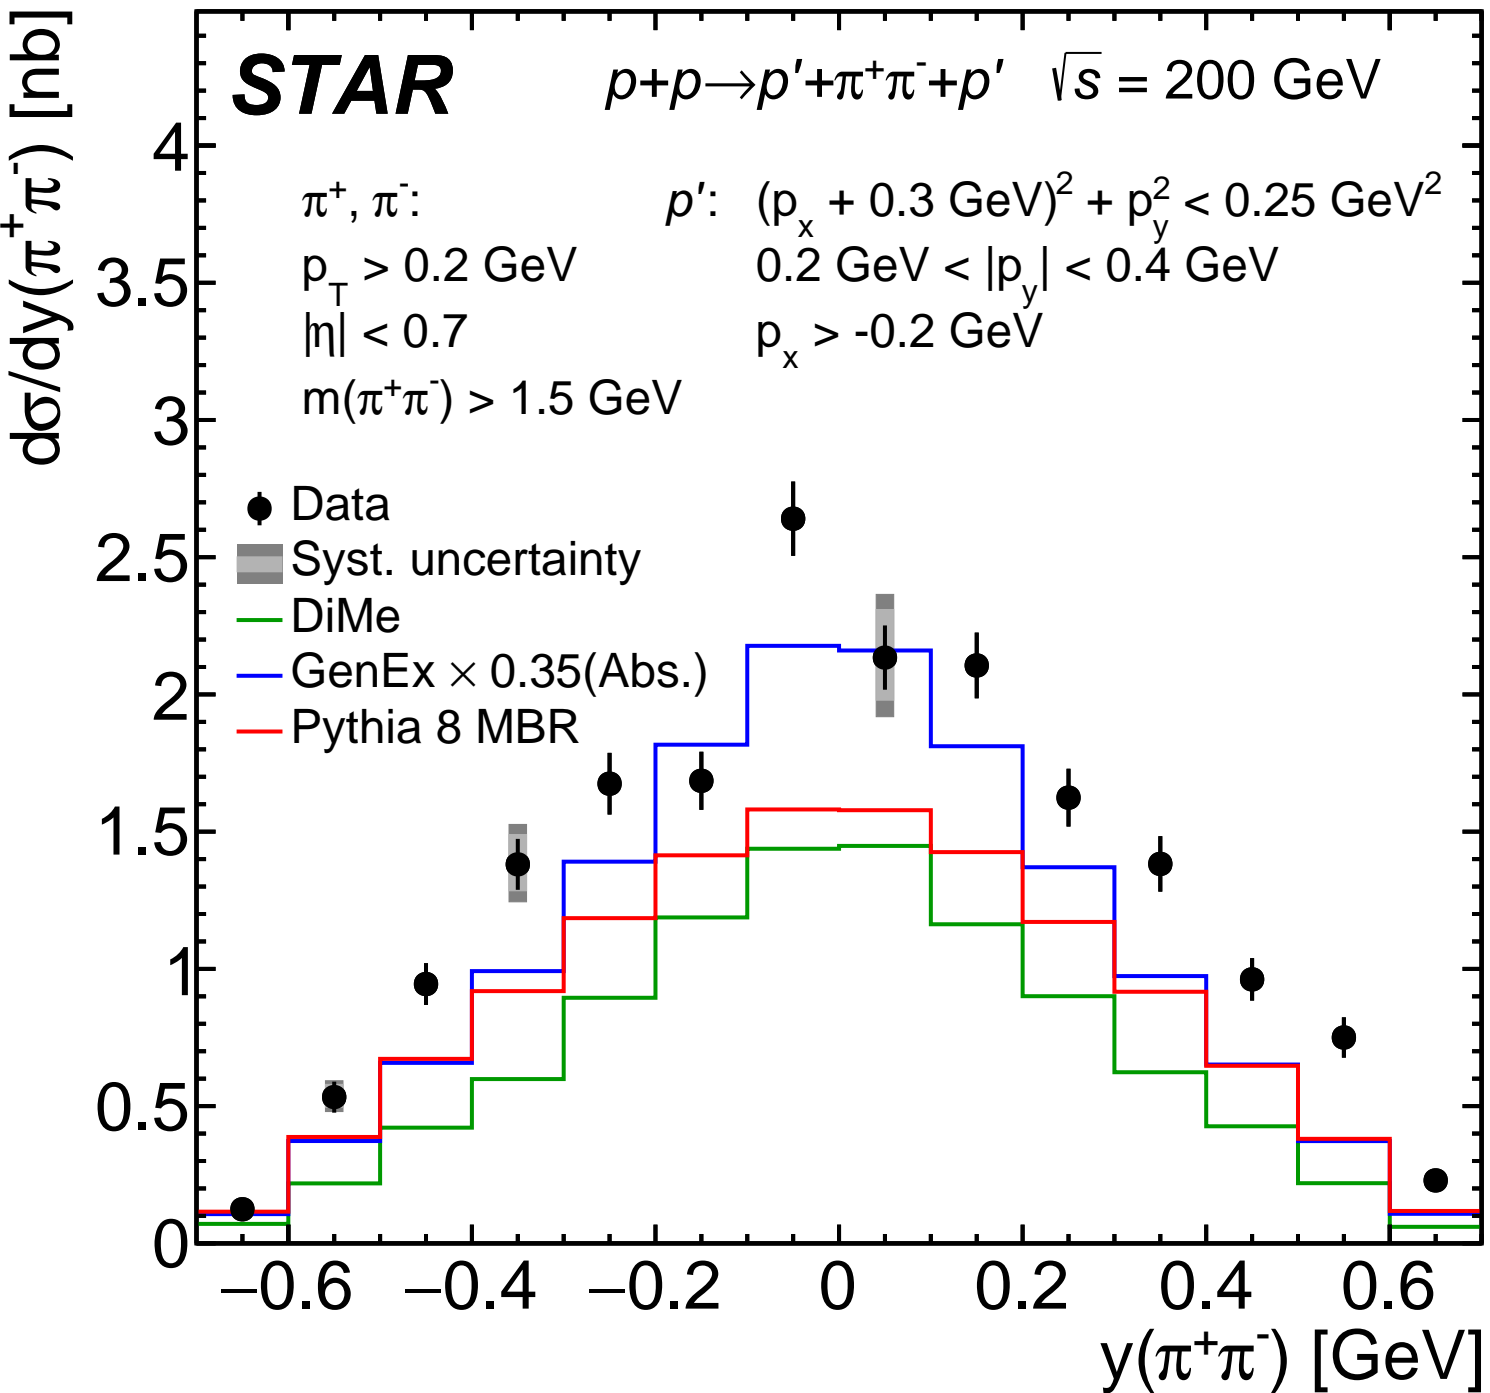 STAR p+p→p′+π⁺π⁻+p′ √s = 200 GeV
π⁺, π⁻: p′: (pₓ + 0.3 GeV)² + p_y² < 0.25 GeV²
p_T > 0.2 GeV 0.2 GeV < |p_y| < 0.4 GeV
|η| < 0.7 pₓ > -0.2 GeV
m(π⁺π⁻) > 1.5 GeV
Data
Syst. uncertainty
DiMe
GenEx × 0.35(Abs.)
Pythia 8 MBR
dσ/dy(π⁺π⁻) [nb]
4
3.5
3
2.5
2
1.5
1
0.5
0
−0.6 −0.4 −0.2 0 0.2 0.4 0.6
y(π⁺π⁻) [GeV]